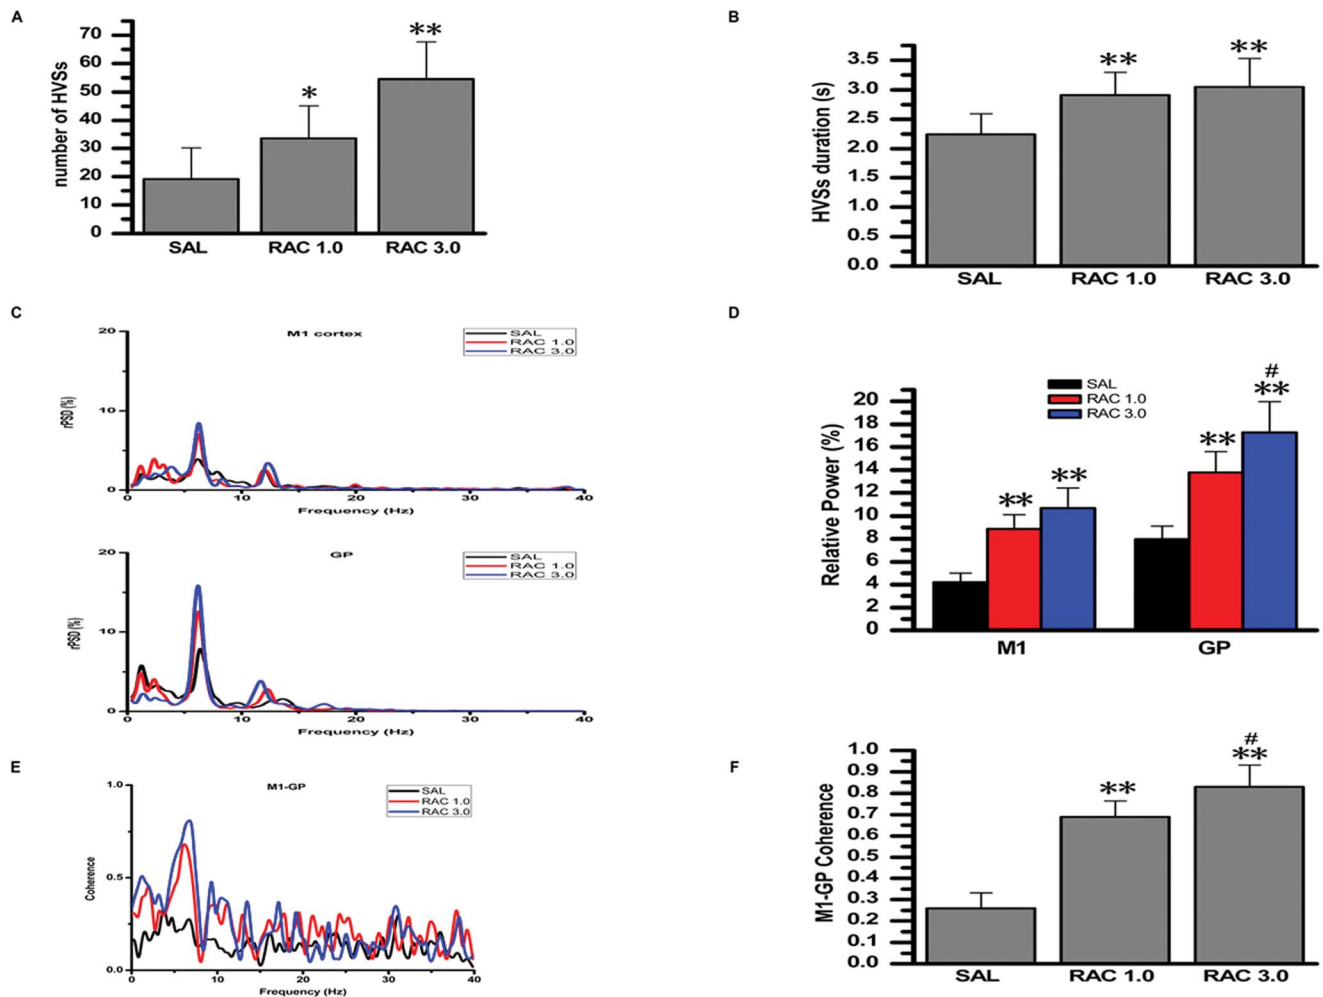 A
number of HVSs
70
60
50
40
30
20
10
0
*
**
SAL RAC 1.0 RAC 3.0
B
HVSs duration (s)
3.5
3.0
2.5
2.0
1.5
1.0
0.5
0.0
**
**
SAL RAC 1.0 RAC 3.0
C
M1 cortex
SAL
RAC 1.0
RAC 3.0
rPSD (%)
20
10
0
0 10 20 30 40
Frequency (Hz)
GP
SAL
RAC 1.0
RAC 3.0
rPSD (%)
20
10
0
0 10 20 30 40
Frequency (Hz)
D
SAL
RAC 1.0
RAC 3.0
Relative Power (%)
20
18
16
14
12
10
8
6
4
2
0
**
**
**
#
**
M1 GP
E
M1-GP
SAL
RAC 1.0
RAC 3.0
Coherence
1.0
0.5
0.0
0 10 20 30 40
Frequency (Hz)
F
M1-GP Coherence
1.0
0.9
0.8
0.7
0.6
0.5
0.4
0.3
0.2
0.1
0.0
**
#
**
SAL RAC 1.0 RAC 3.0